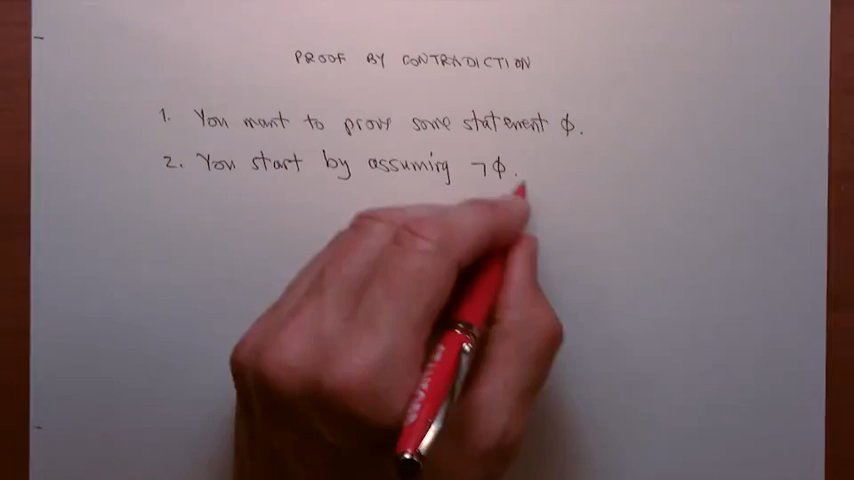 PROOF BY CONTRADICTION
1. You want to prove some statement ϕ.
2. You start by assuming ¬ϕ.